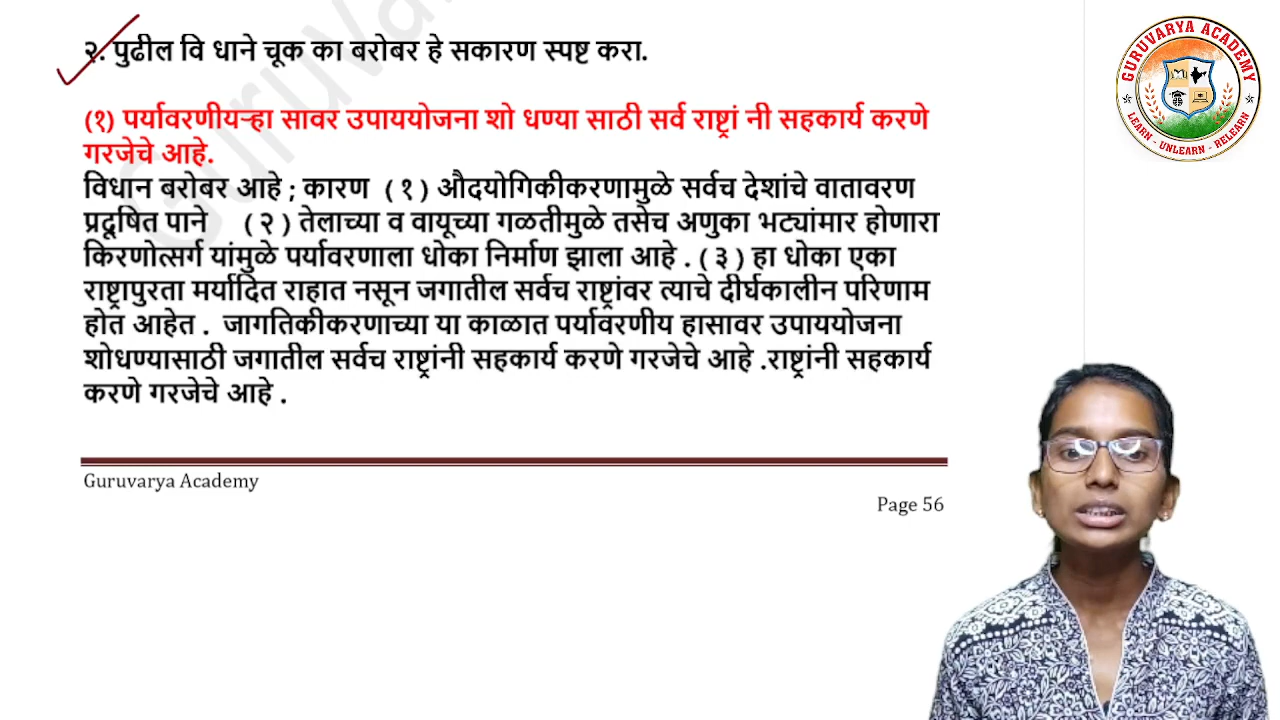 २. पुढील वि धाने चूक का बरोबर हे सकारण स्पष्ट करा.
(१) पर्यावरणीयऱ्हा सावर उपाययोजना शो धण्या साठी सर्व राष्ट्रां नी सहकार्य करणे
गरजेचे आहे.
विधान बरोबर आहे ; कारण ( १ ) औदयोगिकीकरणामुळे सर्वच देशांचे वातावरण
प्रदूषित पाने ( २ ) तेलाच्या व वायूच्या गळतीमुळे तसेच अणुका भट्यांमार होणारा
किरणोत्सर्ग यांमुळे पर्यावरणाला धोका निर्माण झाला आहे . ( ३ ) हा धोका एका
राष्ट्रापुरता मर्यादित राहात नसून जगातील सर्वच राष्ट्रांवर त्याचे दीर्घकालीन परिणाम
होत आहेत . जागतिकीकरणाच्या या काळात पर्यावरणीय हासावर उपाययोजना
शोधण्यासाठी जगातील सर्वच राष्ट्रांनी सहकार्य करणे गरजेचे आहे .राष्ट्रांनी सहकार्य
करणे गरजेचे आहे .
Guruvarya Academy
Page 56
GURUVARYA ACADEMY
LEARN - UNLEARN - RELEARN